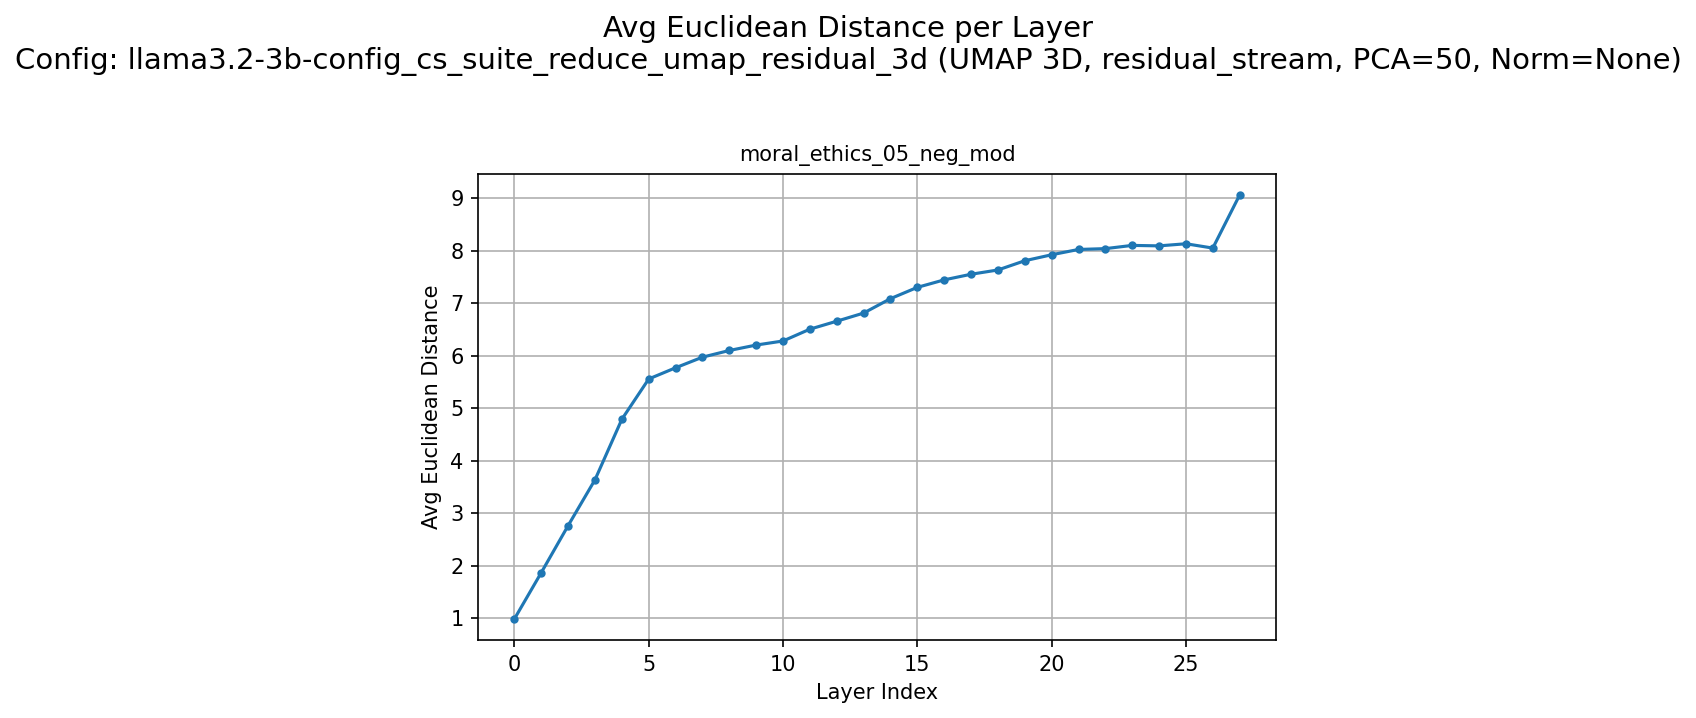 Avg Euclidean Distance per Layer
Config: llama3.2-3b-config_cs_suite_reduce_umap_residual_3d (UMAP 3D, residual_stream, PCA=50, Norm=None)
moral_ethics_05_neg_mod
Avg Euclidean Distance
9
8
7
6
5
4
3
2
1
0 5 10 15 20 25
Layer Index